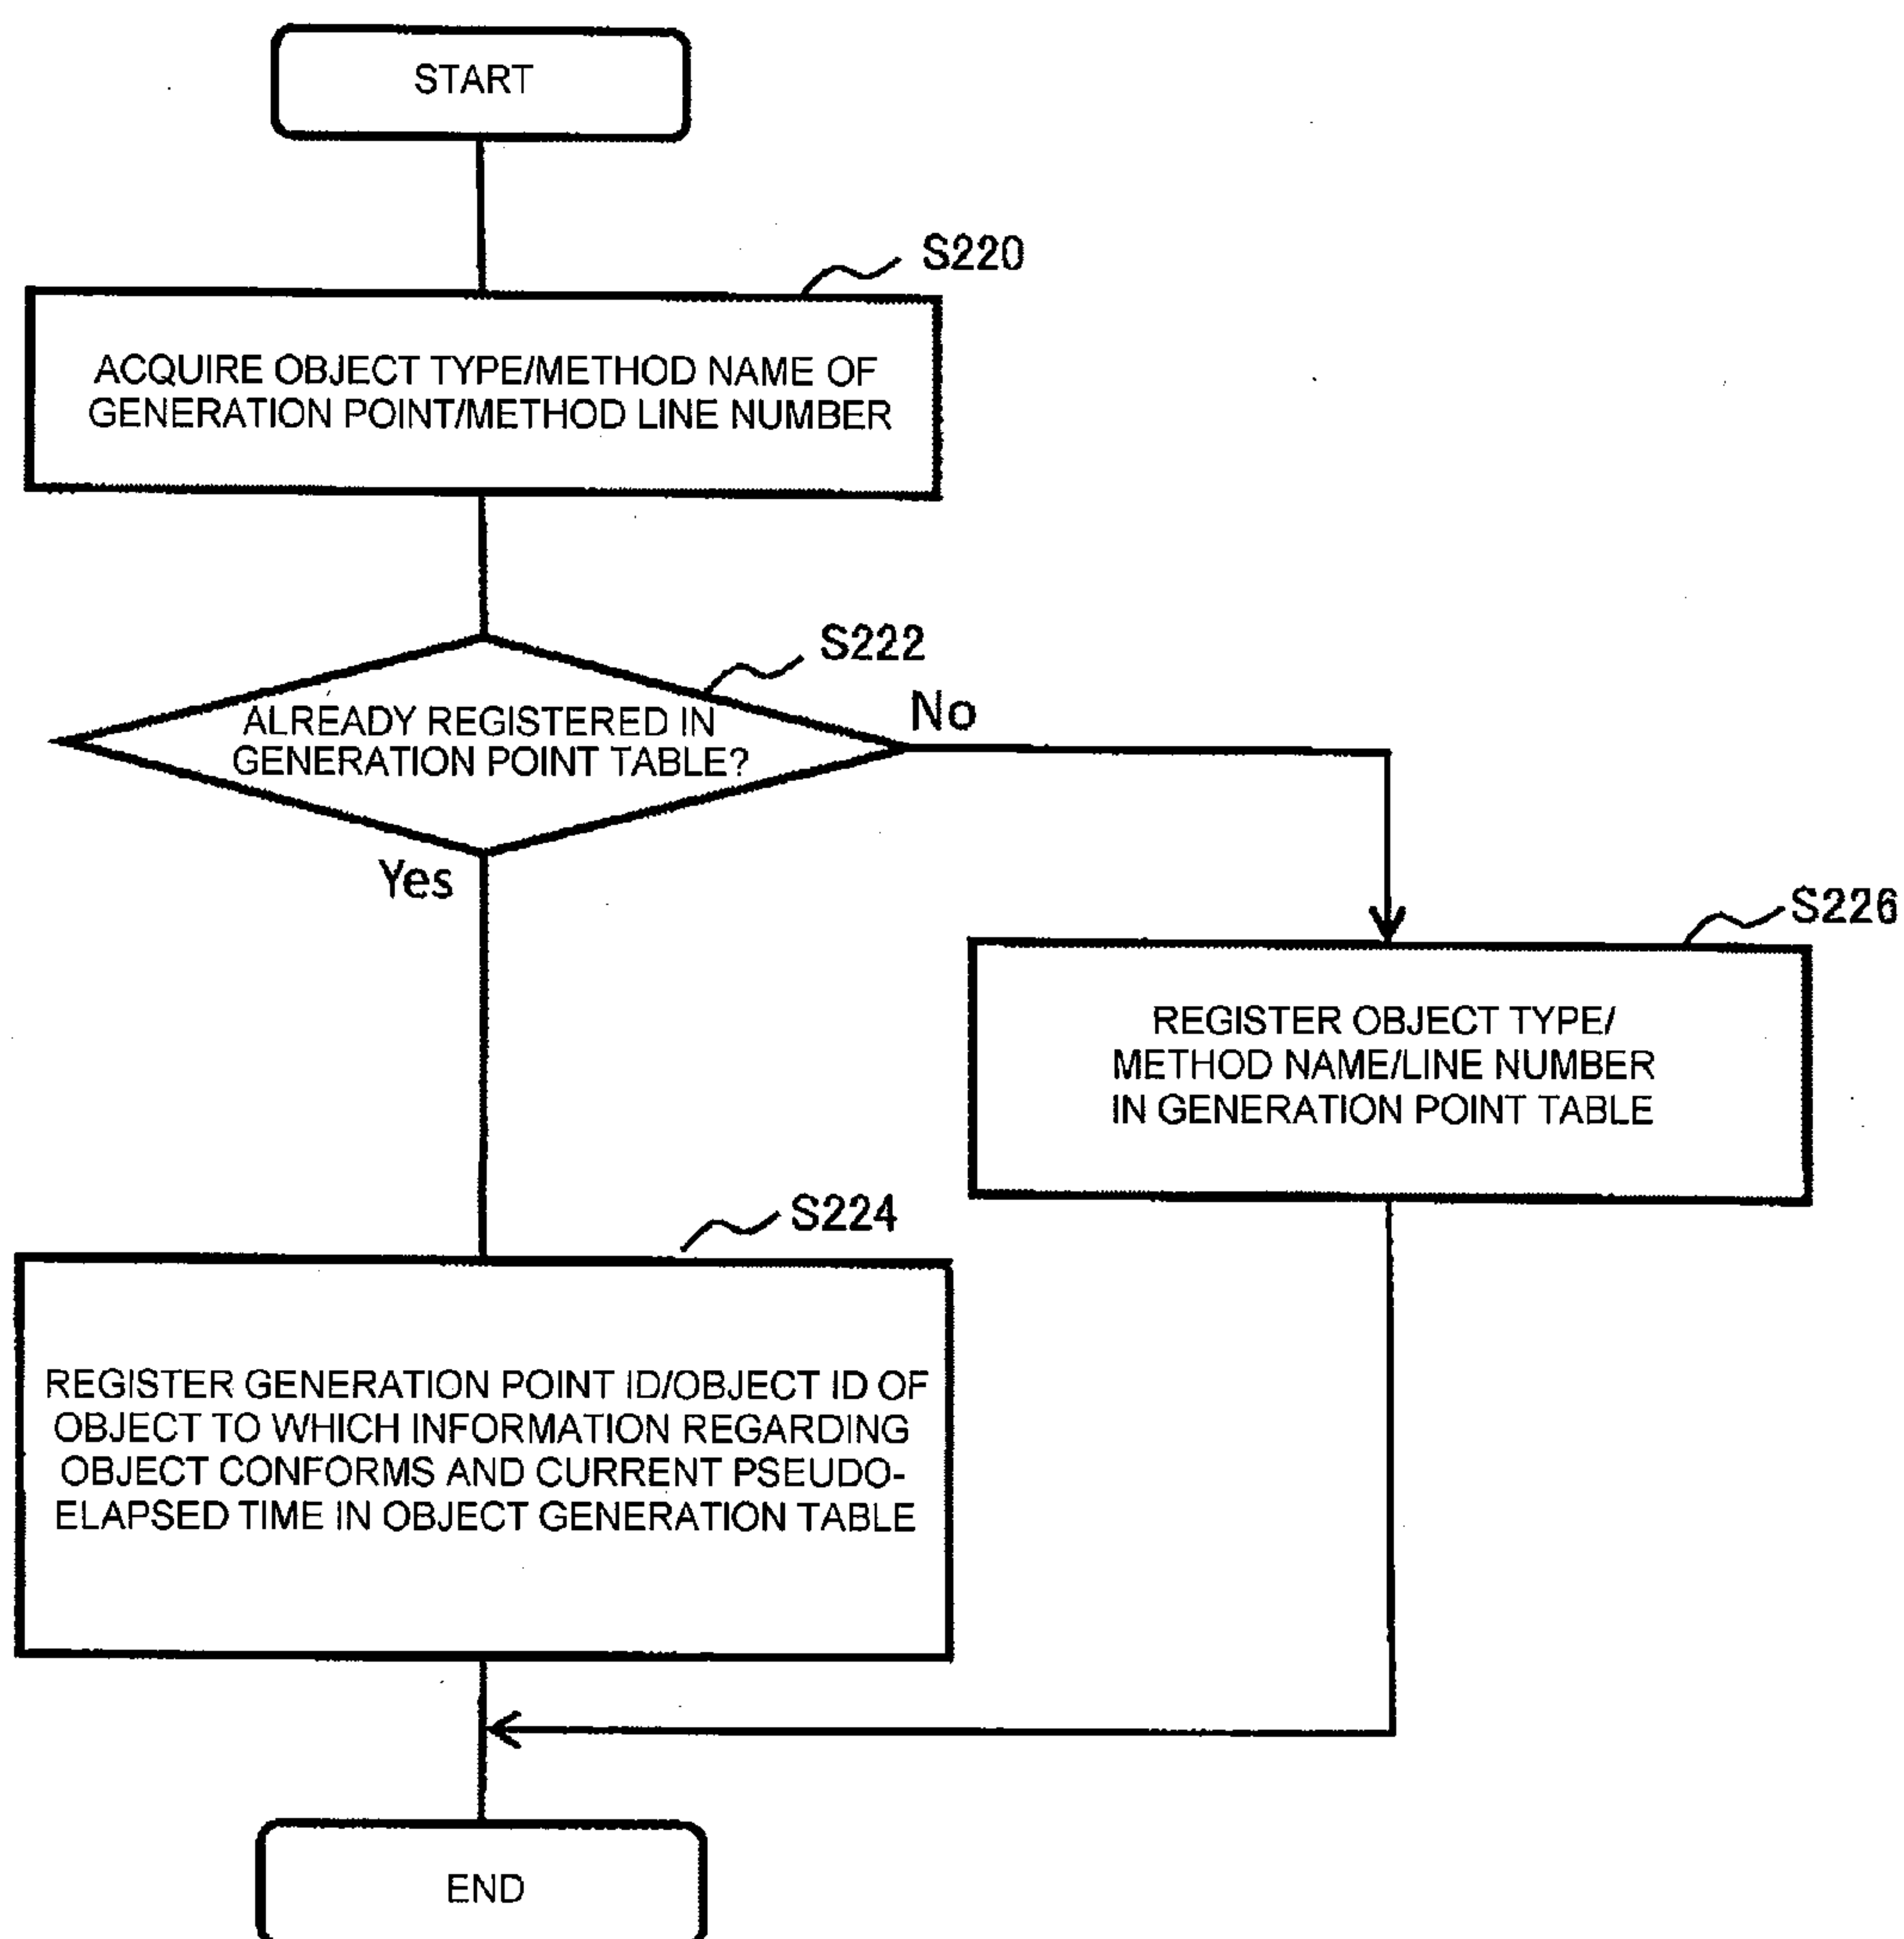 START
S220
ACQUIRE OBJECT TYPE/METHOD NAME OF
GENERATION POINT/METHOD LINE NUMBER
S222
ALREADY REGISTERED IN
GENERATION POINT TABLE?
No
Yes
S226
REGISTER OBJECT TYPE/
METHOD NAME/LINE NUMBER
IN GENERATION POINT TABLE
S224
REGISTER GENERATION POINT ID/OBJECT ID OF
OBJECT TO WHICH INFORMATION REGARDING
OBJECT CONFORMS AND CURRENT PSEUDO-
ELAPSED TIME IN OBJECT GENERATION TABLE
END